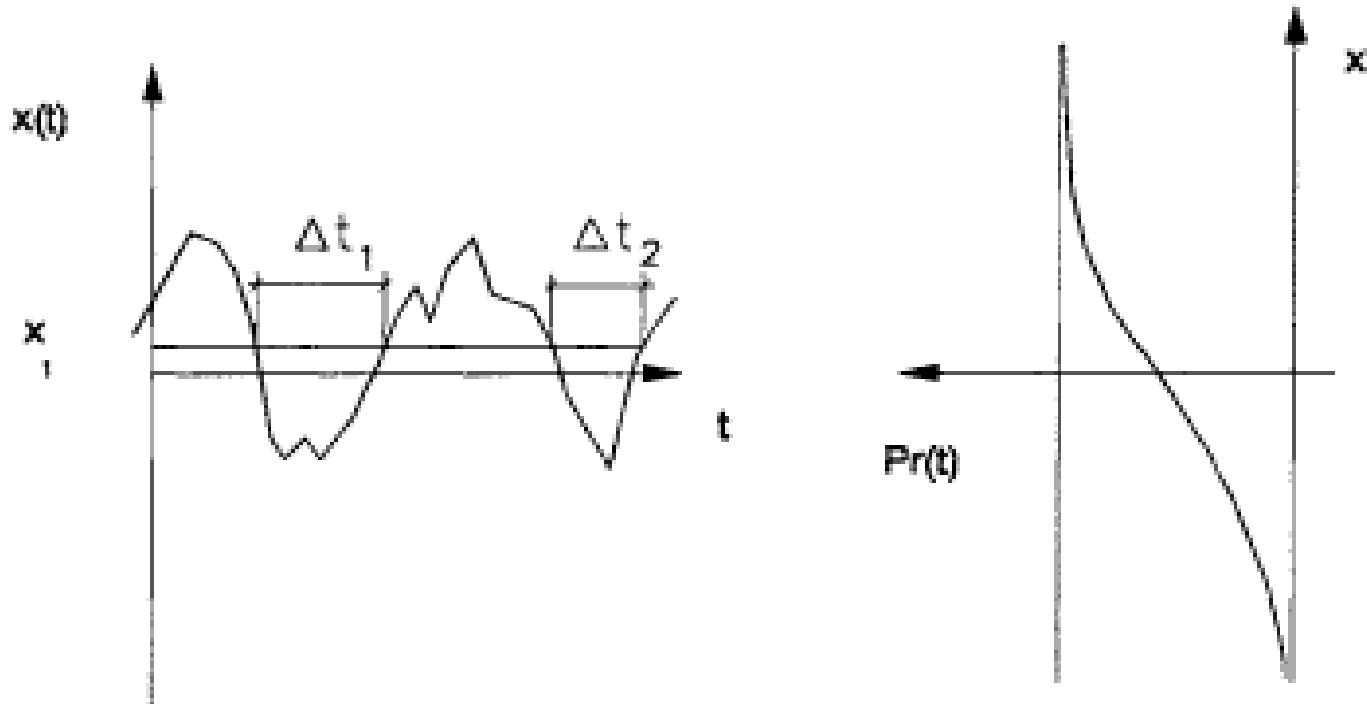 x(t)
Δt₁
Δt₂
x₁
t
x
Pr(t)